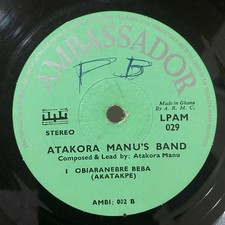 AMBASSADOR
P B
Made in Ghana
By A. R. M. C.
STEREO
LPAM
029
ATAKORA MANU'S BAND
Composed & Lead by: Atakora Manu
1 OBIARANEBRE BEBA
(AKATAKPE)
AMBI: 002 B